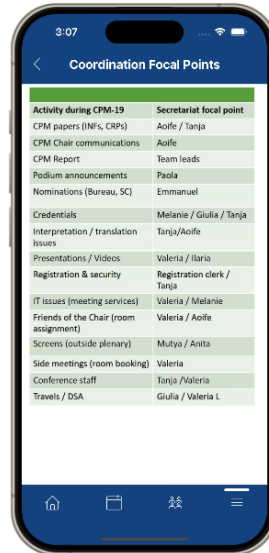 3:07
Coordination Focal Points
Activity during CPM-19 Secretariat focal point
CPM papers (INFs, CRPs) Aoife / Tanja
CPM Chair communications Aoife
CPM Report Team leads
Podium announcements Paola
Nominations (Bureau, SC) Emmanuel
Credentials Melanie / Giulia / Tanja
Interpretation / translation Tanja/Aoife
issues
Presentations / Videos Valeria / Ilaria
Registration & security Registration clerk /
Tanja
IT issues (meeting services) Valeria / Melanie
Friends of the Chair (room Valeria / Aoife
assignment)
Screens (outside plenary) Mutya / Anita
Side meetings (room booking) Valeria
Conference staff Tanja /Valeria
Travels / DSA Giulia / Valeria L